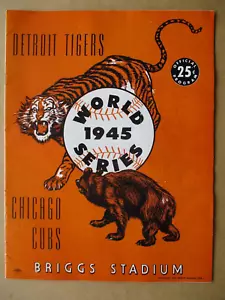 DETROIT TIGERS
OFFICIAL
25¢
PROGRAM
WORLD
1945
SERIES
CHICAGO
CUBS
BRIGGS STADIUM